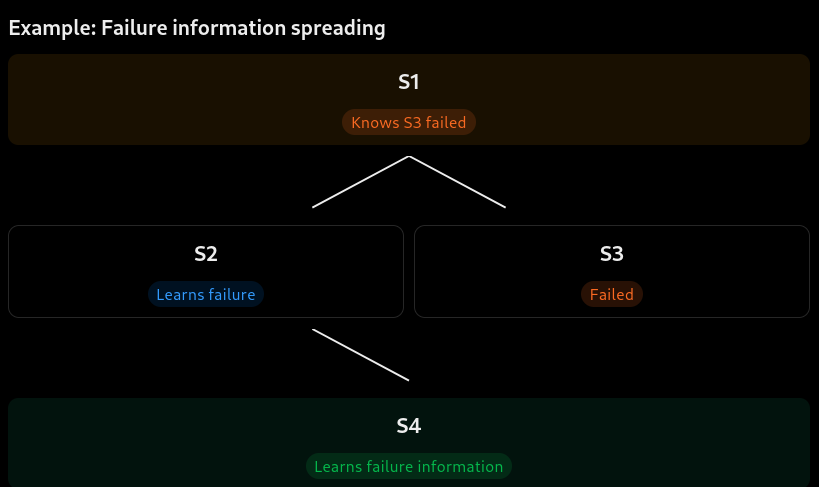 Example: Failure information spreading
S1
Knows S3 failed
S2
Learns failure
S3
Failed
S4
Learns failure information